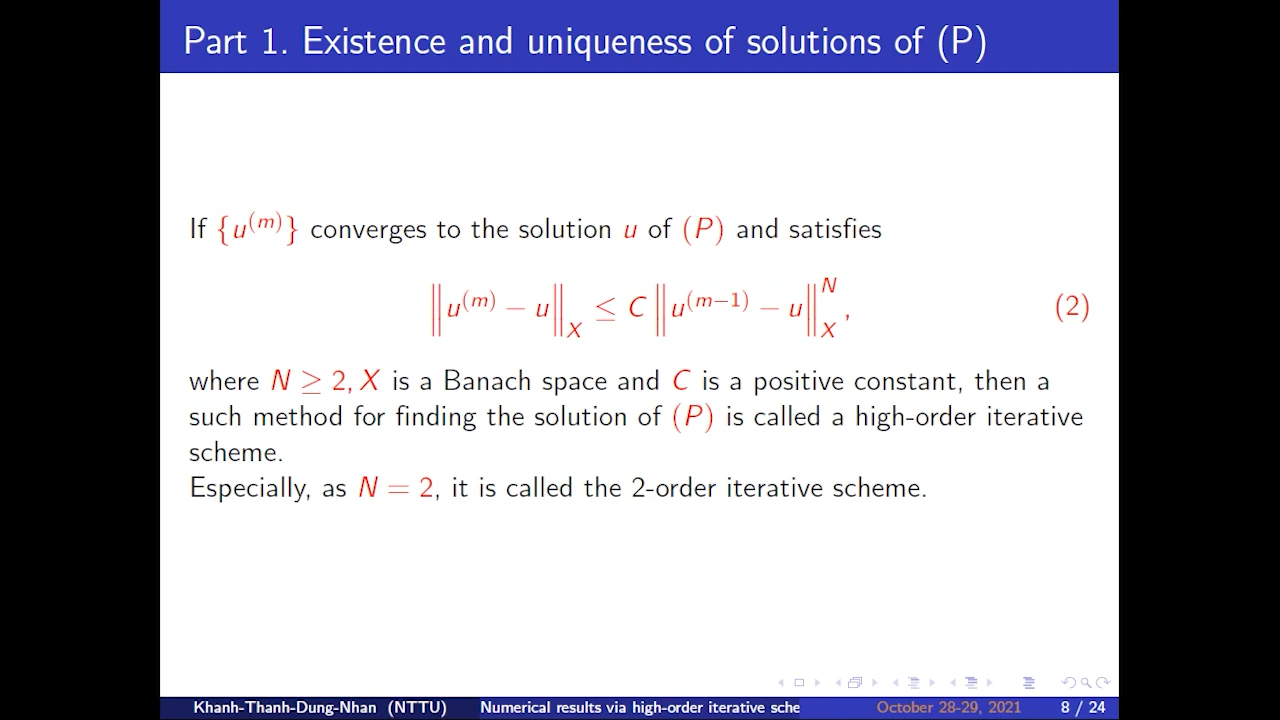 Part 1. Existence and uniqueness of solutions of (P)
If {u^(m)} converges to the solution u of (P) and satisfies
‖u^(m) − u‖_X ≤ C ‖u^(m−1) − u‖_X^N, (2)
where N ≥ 2, X is a Banach space and C is a positive constant, then a
such method for finding the solution of (P) is called a high-order iterative
scheme.
Especially, as N = 2, it is called the 2-order iterative scheme.
Khanh-Thanh-Dung-Nhan (NTTU) Numerical results via high-order iterative sche October 28-29, 2021 8 / 24